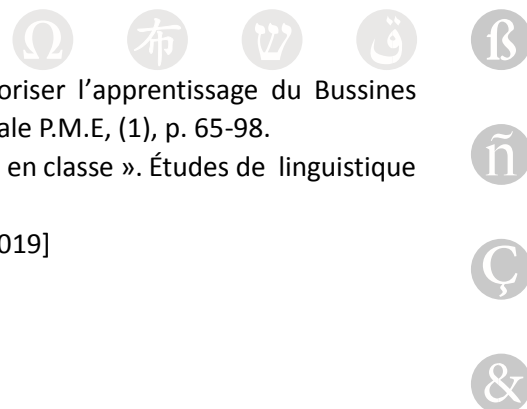 Ω 布 ש ق ß
oriser l’apprentissage du Bussines
ale P.M.E, (1), p. 65-98.
ñ
en classe ». Études de linguistique
019]
Ç
&